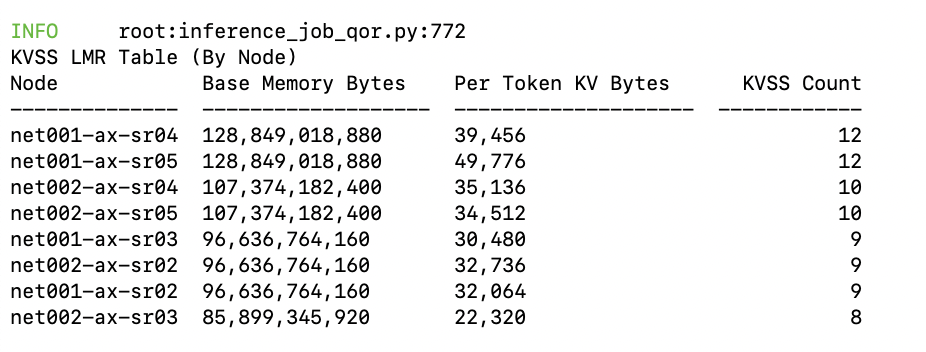 INFO     root:inference_job_qor.py:772
KVSS LMR Table (By Node)
Node            Base Memory Bytes    Per Token KV Bytes      KVSS Count
--------------  -------------------  --------------------  ------------
net001-ax-sr04  128,849,018,880      39,456                          12
net001-ax-sr05  128,849,018,880      49,776                          12
net002-ax-sr04  107,374,182,400      35,136                          10
net002-ax-sr05  107,374,182,400      34,512                          10
net001-ax-sr03  96,636,764,160       30,480                           9
net002-ax-sr02  96,636,764,160       32,736                           9
net001-ax-sr02  96,636,764,160       32,064                           9
net002-ax-sr03  85,899,345,920       22,320                           8